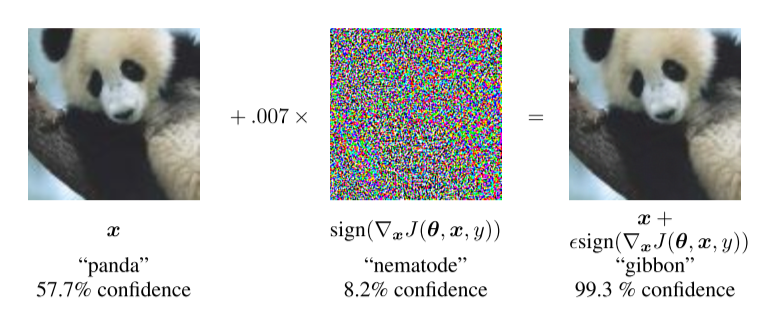 + .007 ×
=
x
sign(∇ₓJ(θ, x, y))
x +
ϵsign(∇ₓJ(θ, x, y))
“panda”
“nematode”
“gibbon”
57.7% confidence
8.2% confidence
99.3 % confidence